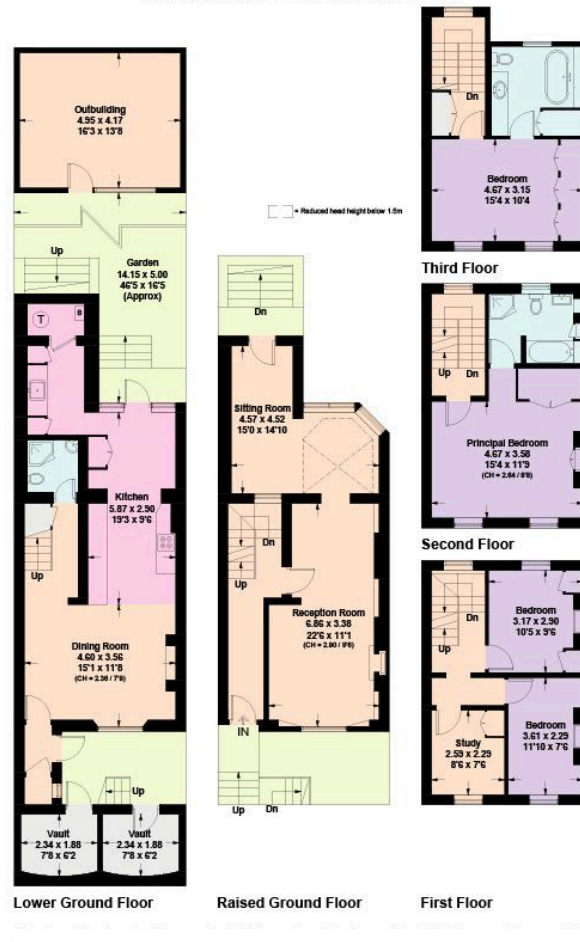 Outbuilding
4.95 x 4.17
16'3 x 13'8
= Reduced head height below 1.5m
Up
Garden
14.15 x 5.00
46'5 x 16'5
(Approx)
T
B
Kitchen
5.87 x 2.90
19'3 x 9'6
Up
Dining Room
4.60 x 3.56
15'1 x 11'8
(CH = 2.36 / 7'9)
Up
Vault
2.34 x 1.88
7'8 x 6'2
Vault
2.34 x 1.88
7'8 x 6'2
Lower Ground Floor
Dn
Sitting Room
4.57 x 4.52
15'0 x 14'10
Dn
Up
Reception Room
6.86 x 3.38
22'6 x 11'1
(CH = 2.90 / 9'6)
IN
Up
Dn
Raised Ground Floor
Dn
Bedroom
4.67 x 3.15
15'4 x 10'4
Third Floor
Up
Dn
Principal Bedroom
4.67 x 3.58
15'4 x 11'9
(CH = 2.64 / 8'8)
Second Floor
Dn
Up
Bedroom
3.17 x 2.90
10'5 x 9'6
Bedroom
3.61 x 2.29
11'10 x 7'6
Study
2.59 x 2.29
8'6 x 7'6
First Floor